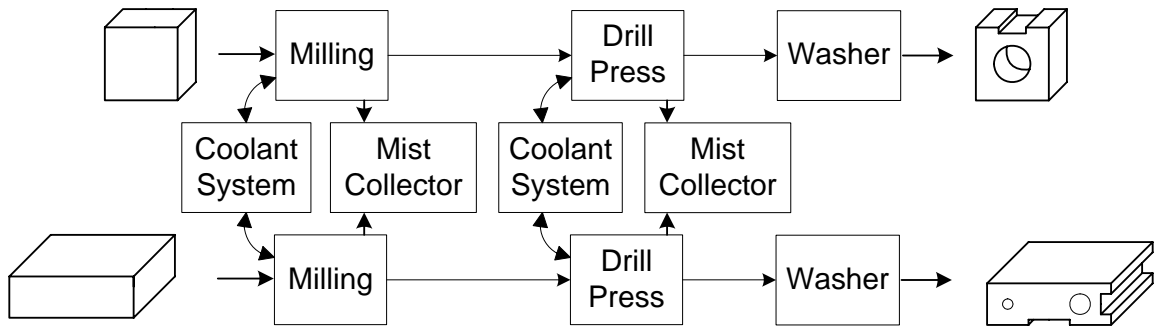 Milling
Drill
Press
Washer
Coolant
System
Mist
Collector
Coolant
System
Mist
Collector
Milling
Drill
Press
Washer